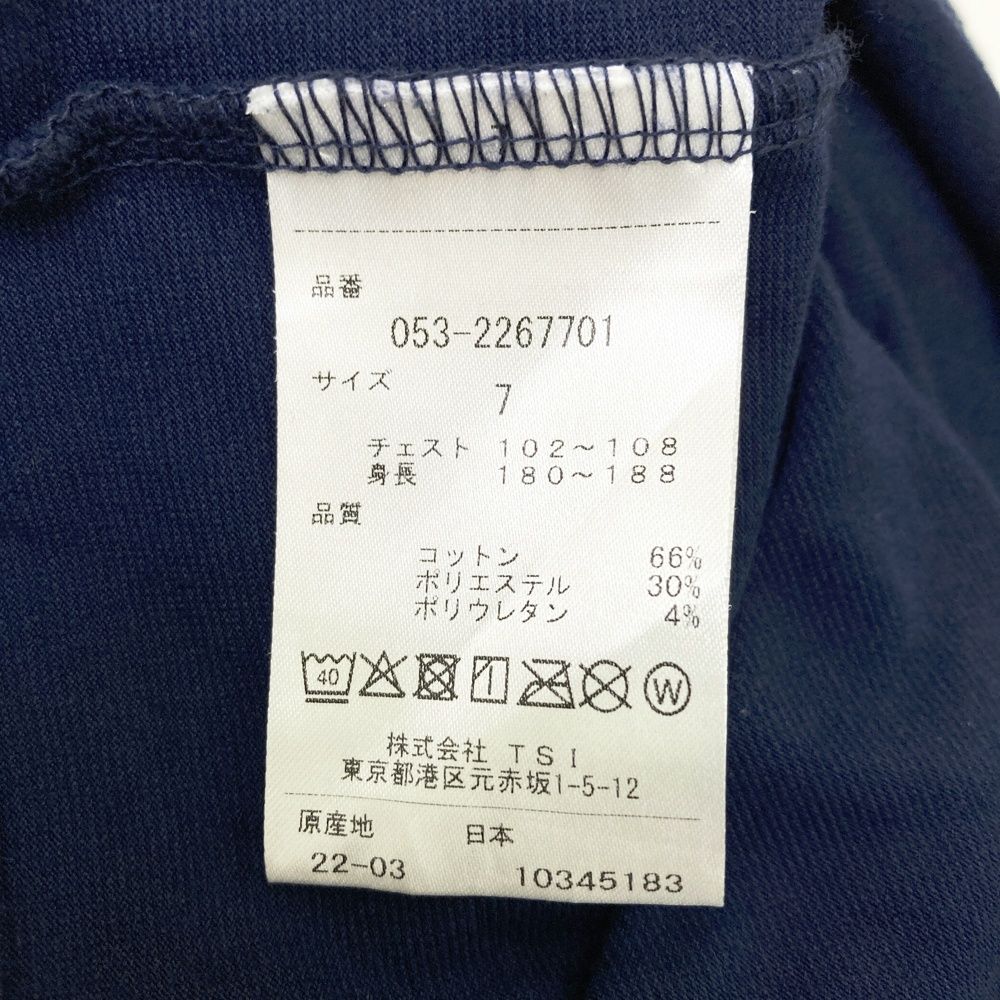 品番
053-2267701
サイズ
7
チェスト 102～108
身長 180～188
品質
コットン 66%
ポリエステル 30%
ポリウレタン 4%
40 W
株式会社 TSI
東京都港区元赤坂1-5-12
原産地 日本
22-03 10345183